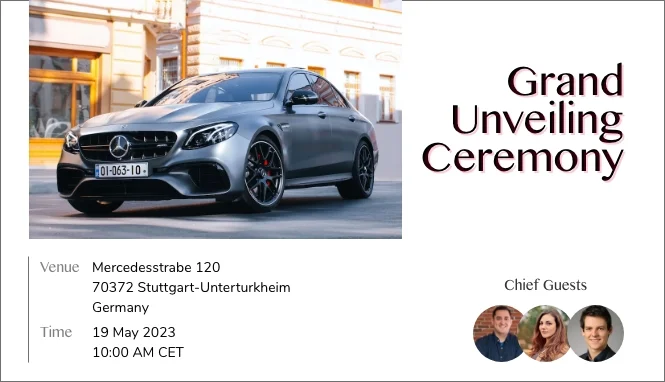 Grand
Unveiling
Ceremony
01-063-10
Venue Mercedesstrabe 120
70372 Stuttgart-Unterturkheim
Germany
Time 19 May 2023
10:00 AM CET
Chief Guests